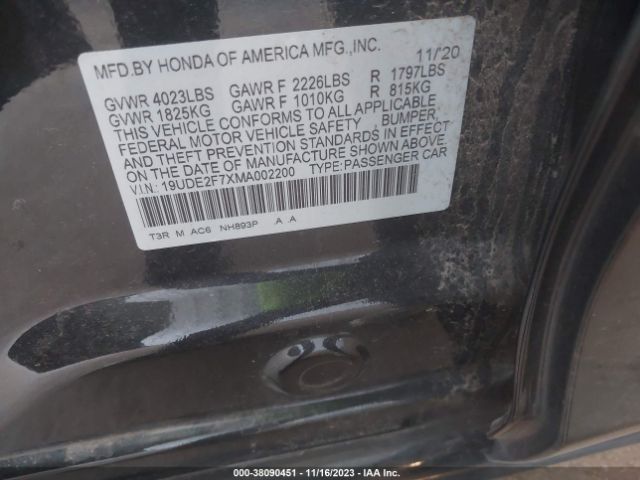 MFD.BY HONDA OF AMERICA MFG.,INC. 11/'20
GVWR 4023LBS GAWR F 2226LBS R 1797LBS
GVWR 1825KG GAWR F 1010KG R 815KG
THIS VEHICLE CONFORMS TO ALL APPLICABLE
FEDERAL MOTOR VEHICLE SAFETY BUMPER,
AND THEFT PREVENTION STANDARDS IN EFFECT
ON THE DATE OF MANUFACTURE SHOWN ABOVE.
V.I.N.: 19UDE2F7XMA002200 TYPE:PASSENGER CAR
T3R M AC6 NH893P .A .A
000-38090451 - 11/16/2023 - IAA Inc.